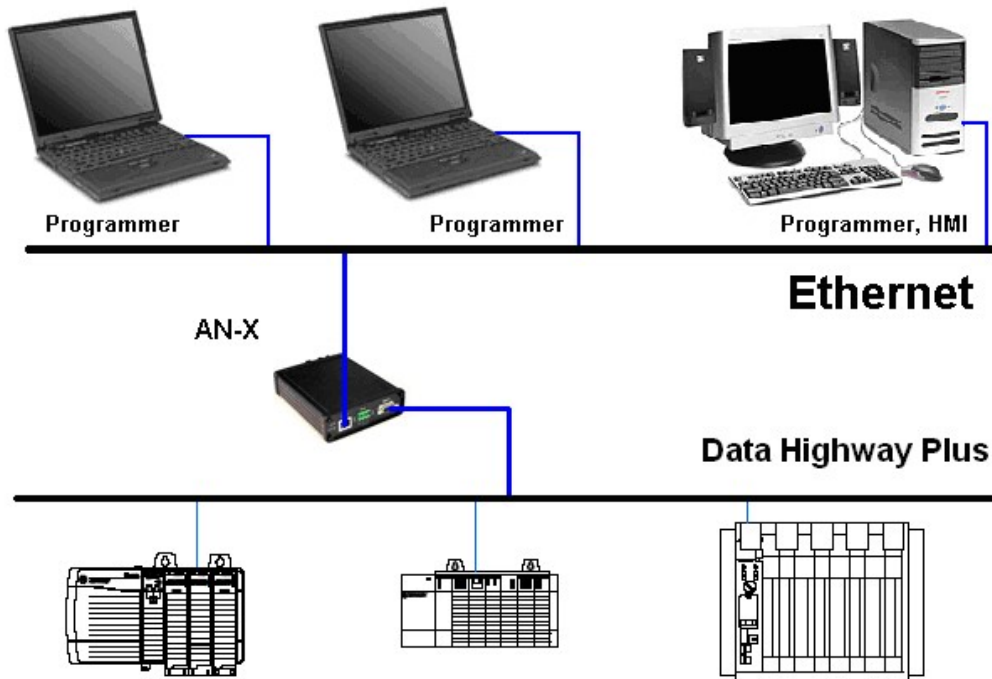 Programmer
Programmer
Programmer, HMI
Ethernet
AN-X
Data Highway Plus